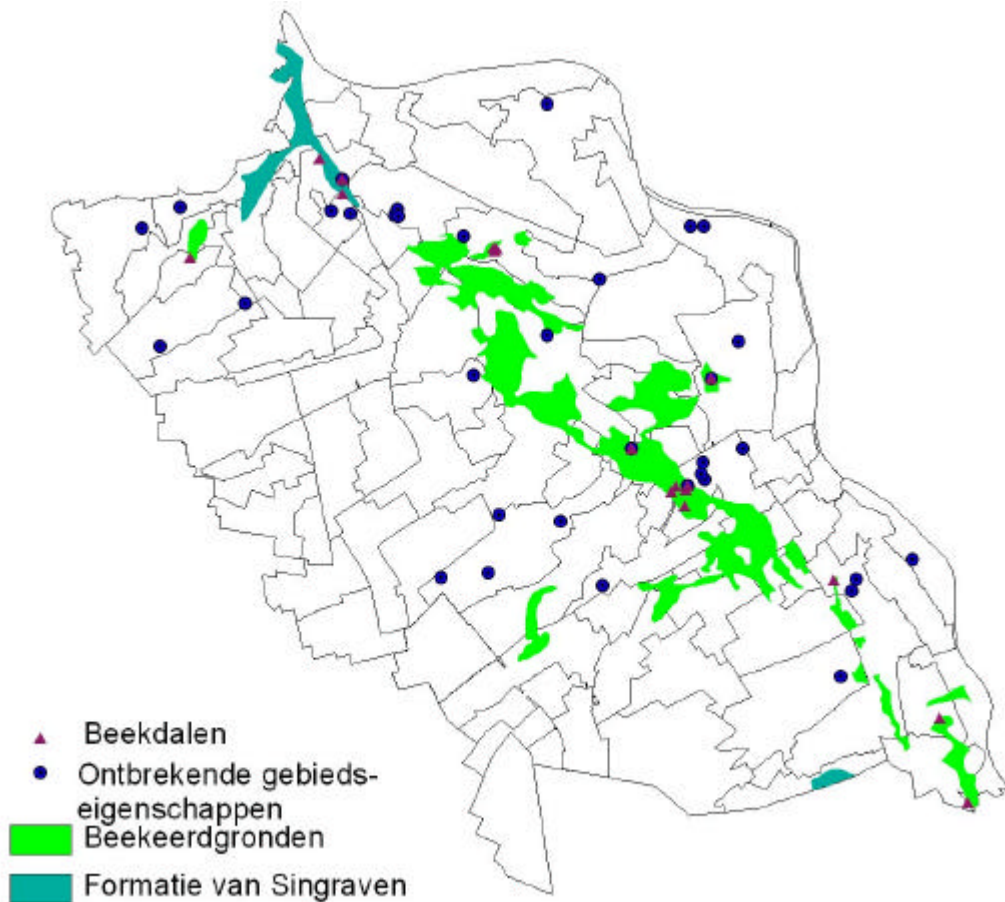 Beekdalen
Ontbrekende gebieds-
eigenschappen
Beekeerdgronden
Formatie van Singraven